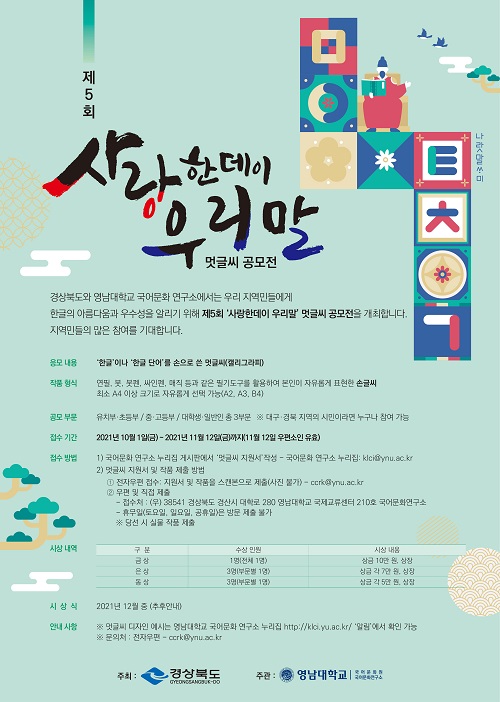 제5회
사랑한데이
우리말
멋글씨 공모전
나랏말ᄊᆞ미
경상북도와 영남대학교 국어문화 연구소에서는 우리 지역민들에게
한글의 아름다움과 우수성을 알리기 위해 제5회 '사랑한데이 우리말' 멋글씨 공모전을 개최합니다.
지역민들의 많은 참여를 기대합니다.
응모 내용 '한글'이나 '한글 단어'를 손으로 쓴 멋글씨(캘리그라피)
작품 형식 연필, 붓, 붓펜, 싸인펜, 매직 등과 같은 필기도구를 활용하여 본인이 자유롭게 표현한 손글씨
최소 A4 이상 크기로 자유롭게 선택 가능(A2, A3, B4)
공모 부문 유치부·초등부 / 중·고등부 / 대학생·일반인 총 3부문 ※ 대구·경북 지역의 시민이라면 누구나 참여 가능
접수 기간 2021년 10월 1일(금) - 2021년 11월 12일(금)까지(11월 12일 우편소인 유효)
접수 방법 1) 국어문화 연구소 누리집 게시판에서 '멋글씨 지원서' 작성 - 국어문화 연구소 누리집: klci@yu.ac.kr
2) 멋글씨 지원서 및 작품 제출 방법
① 전자우편 접수: 지원서 및 작품을 스캔본으로 제출(사진 불가) - ccrk@ynu.ac.kr
② 우편 및 직접 제출
- 접수처 : (우) 38541 경상북도 경산시 대학로 280 영남대학교 국제교류센터 210호 국어문화연구소
- 휴무일(토요일, 일요일, 공휴일)은 방문 제출 불가
※ 당선 시 실물 작품 제출
시상 내역
구 분 수상 인원 시상 내용
금 상 1명(전체 1명) 상금 10만 원, 상장
은 상 3명(부문별 1명) 상금 각 7만 원, 상장
동 상 3명(부문별 1명) 상금 각 5만 원, 상장
시 상 식 2021년 12월 중 (추후안내)
안내 사항 ※ 멋글씨 디자인 예시는 영남대학교 국어문화 연구소 누리집 http://klci.yu.ac.kr/ '알림'에서 확인 가능
※ 문의처 : 전자우편 - ccrk@ynu.ac.kr
주최 : 경상북도 GYEONGSANGBUK-DO 주관 : 영남대학교 국어문화원 국어문화연구소